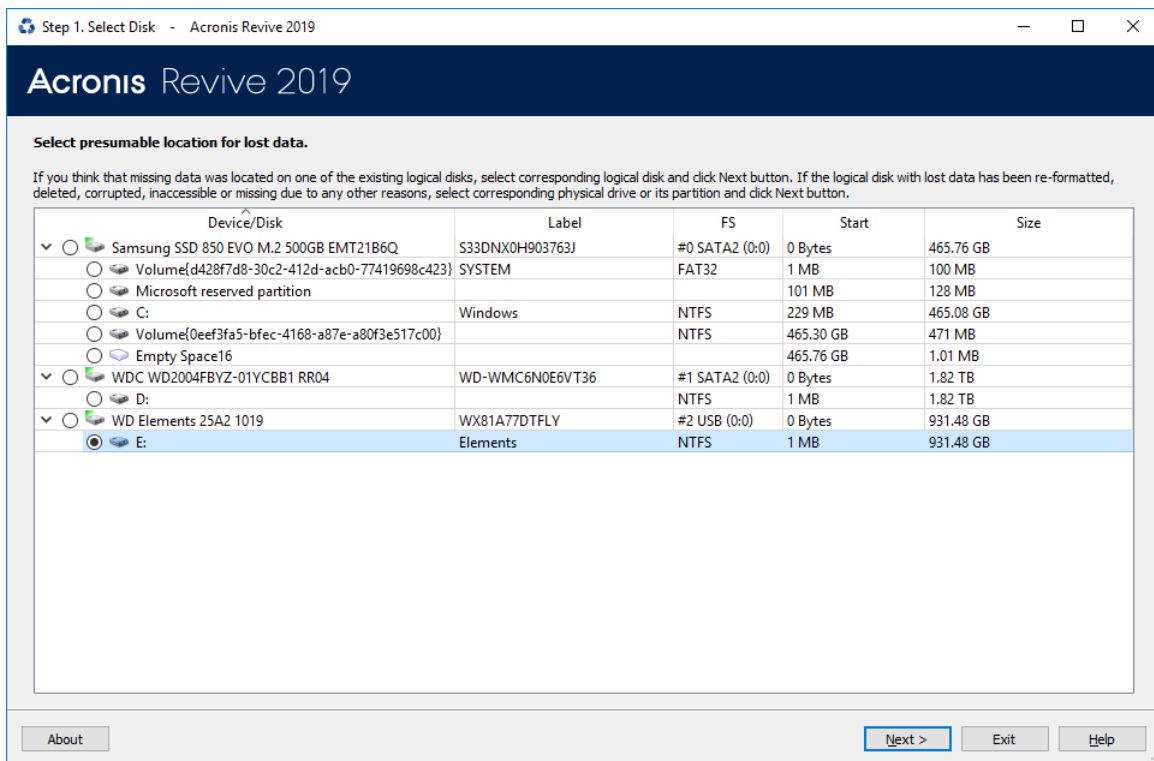 Step 1. Select Disk - Acronis Revive 2019
Acronis Revive 2019
Select presumable location for lost data.
If you think that missing data was located on one of the existing logical disks, select corresponding logical disk and click Next button. If the logical disk with lost data has been re-formatted,
deleted, corrupted, inaccessible or missing due to any other reasons, select corresponding physical drive or its partition and click Next button.
Device/Disk Label FS Start Size
Samsung SSD 850 EVO M.2 500GB EMT21B6Q S33DNX0H903763J #0 SATA2 (0:0) 0 Bytes 465.76 GB
Volume{d428f7d8-30c2-412d-acb0-77419698c423} SYSTEM FAT32 1 MB 100 MB
Microsoft reserved partition 101 MB 128 MB
C: Windows NTFS 229 MB 465.08 GB
Volume{0eef3fa5-bfec-4168-a87e-a80f3e517c00} NTFS 465.30 GB 471 MB
Empty Space16 465.76 GB 1.01 MB
WDC WD2004FBYZ-01YCBB1 RR04 WD-WMC6N0E6VT36 #1 SATA2 (0:0) 0 Bytes 1.82 TB
D: NTFS 1 MB 1.82 TB
WD Elements 25A2 1019 WX81A77DTFLY #2 USB (0:0) 0 Bytes 931.48 GB
E: Elements NTFS 1 MB 931.48 GB
About Next > Exit Help